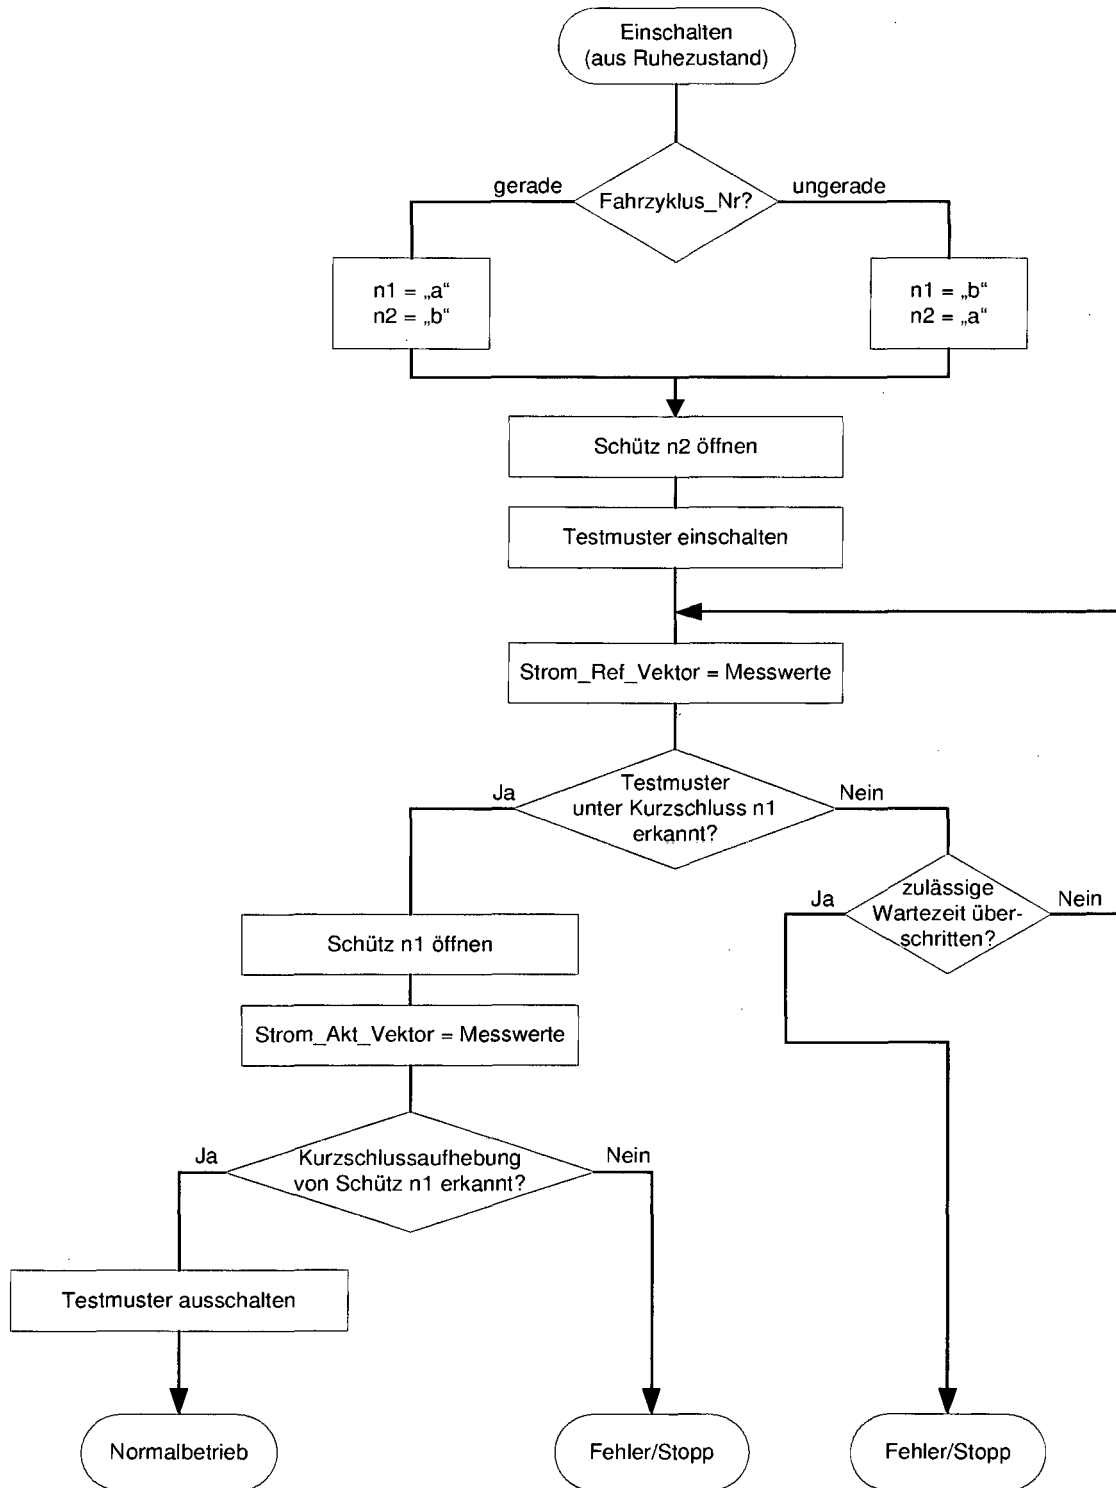 Einschalten
(aus Ruhezustand)
gerade
Fahrzyklus_Nr?
ungerade
n1 = „a“
n2 = „b“
n1 = „b“
n2 = „a“
Schütz n2 öffnen
Testmuster einschalten
Strom_Ref_Vektor = Messwerte
Ja
Testmuster
unter Kurzschluss n1
erkannt?
Nein
Ja
zulässige
Wartezeit über-
schritten?
Nein
Schütz n1 öffnen
Strom_Akt_Vektor = Messwerte
Ja
Kurzschlussaufhebung
von Schütz n1 erkannt?
Nein
Testmuster ausschalten
Normalbetrieb
Fehler/Stopp
Fehler/Stopp